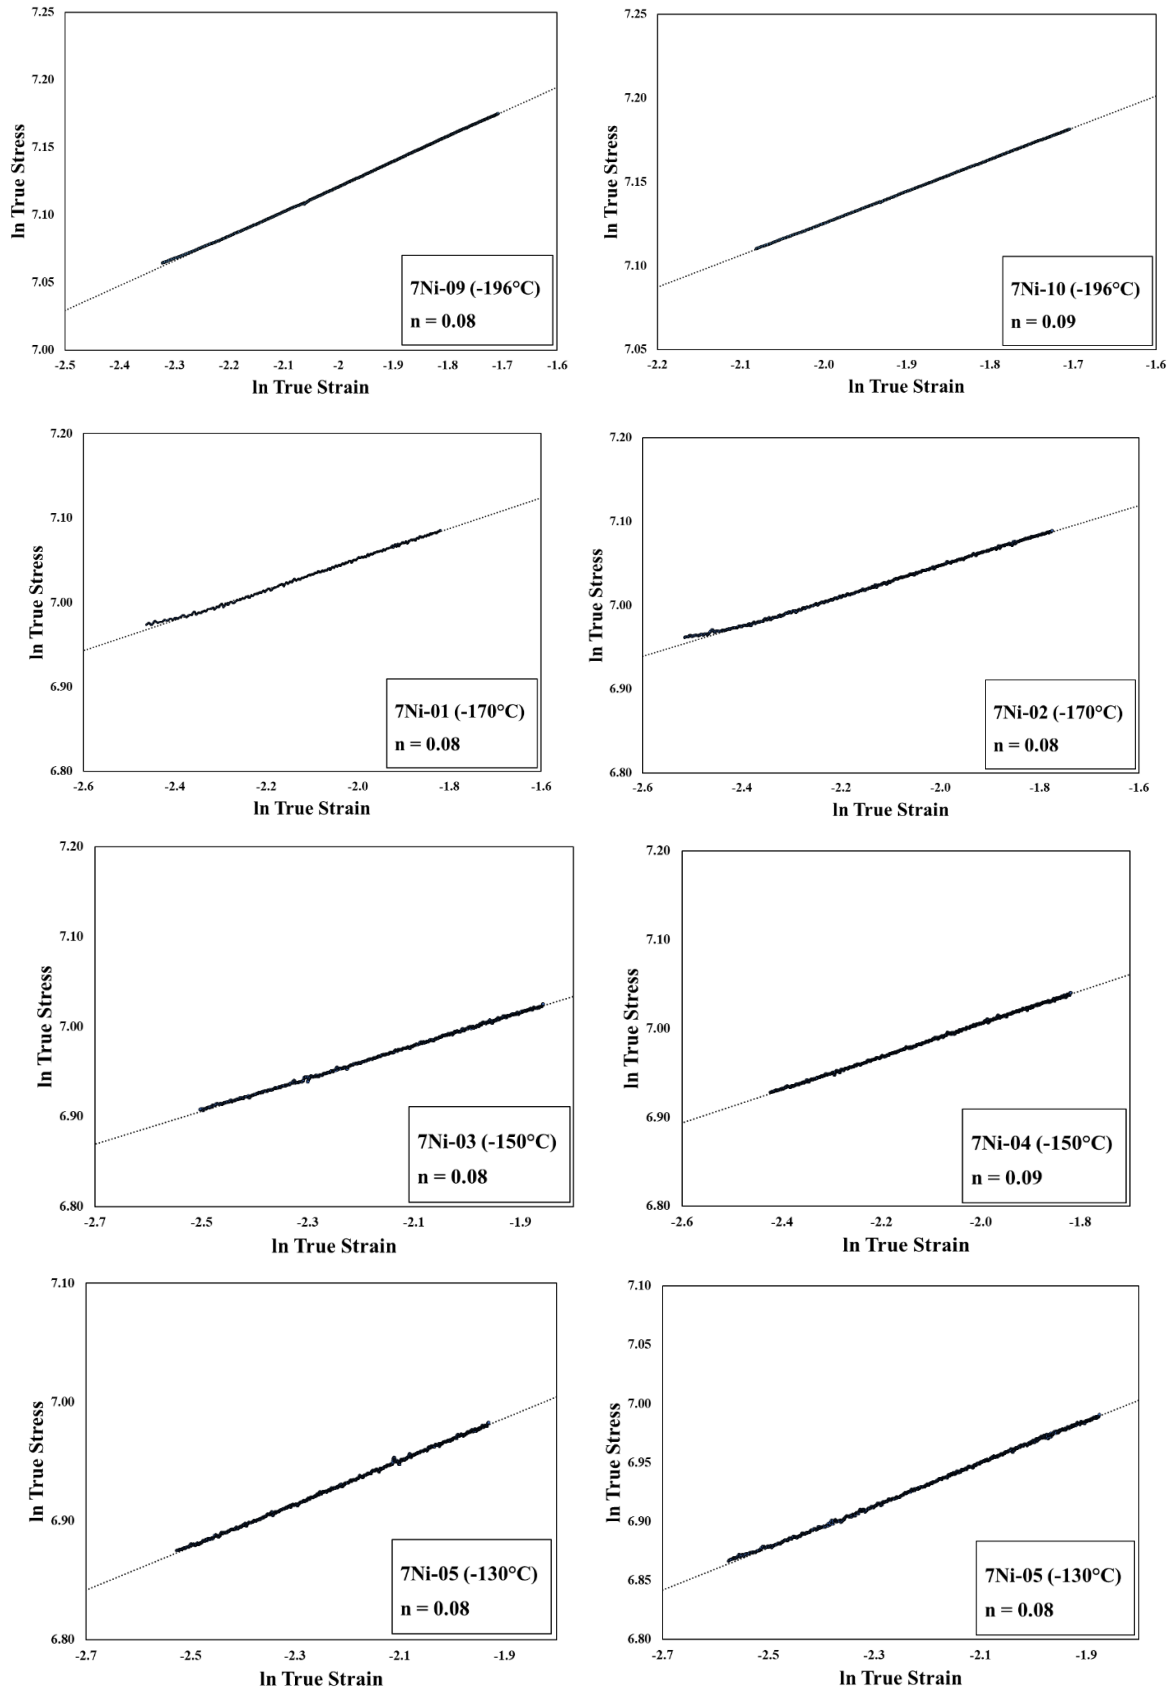 7.25
7.20
7.15
7.10
7.05
7.00
ln True Stress
-2.5 -2.4 -2.3 -2.2 -2.1 -2 -1.9 -1.8 -1.7 -1.6
ln True Strain
7Ni-09 (-196°C)
n = 0.08
7.25
7.20
7.15
7.10
7.05
ln True Stress
-2.2 -2.1 -2.0 -1.9 -1.8 -1.7 -1.6
ln True Strain
7Ni-10 (-196°C)
n = 0.09
7.20
7.10
7.00
6.90
6.80
ln True Stress
-2.6 -2.4 -2.2 -2.0 -1.8 -1.6
ln True Strain
7Ni-01 (-170°C)
n = 0.08
7.20
7.10
7.00
6.90
6.80
ln True Stress
-2.6 -2.4 -2.2 -2.0 -1.8 -1.6
ln True Strain
7Ni-02 (-170°C)
n = 0.08
7.20
7.10
7.00
6.90
6.80
ln True Stress
-2.7 -2.5 -2.3 -2.1 -1.9
ln True Strain
7Ni-03 (-150°C)
n = 0.08
7.20
7.10
7.00
6.90
6.80
ln True Stress
-2.6 -2.4 -2.2 -2.0 -1.8
ln True Strain
7Ni-04 (-150°C)
n = 0.09
7.10
7.00
6.90
6.80
ln True Stress
-2.7 -2.5 -2.3 -2.1 -1.9
ln True Strain
7Ni-05 (-130°C)
n = 0.08
7.10
7.05
7.00
6.95
6.90
6.85
6.80
ln True Stress
-2.7 -2.5 -2.3 -2.1 -1.9
ln True Strain
7Ni-05 (-130°C)
n = 0.08